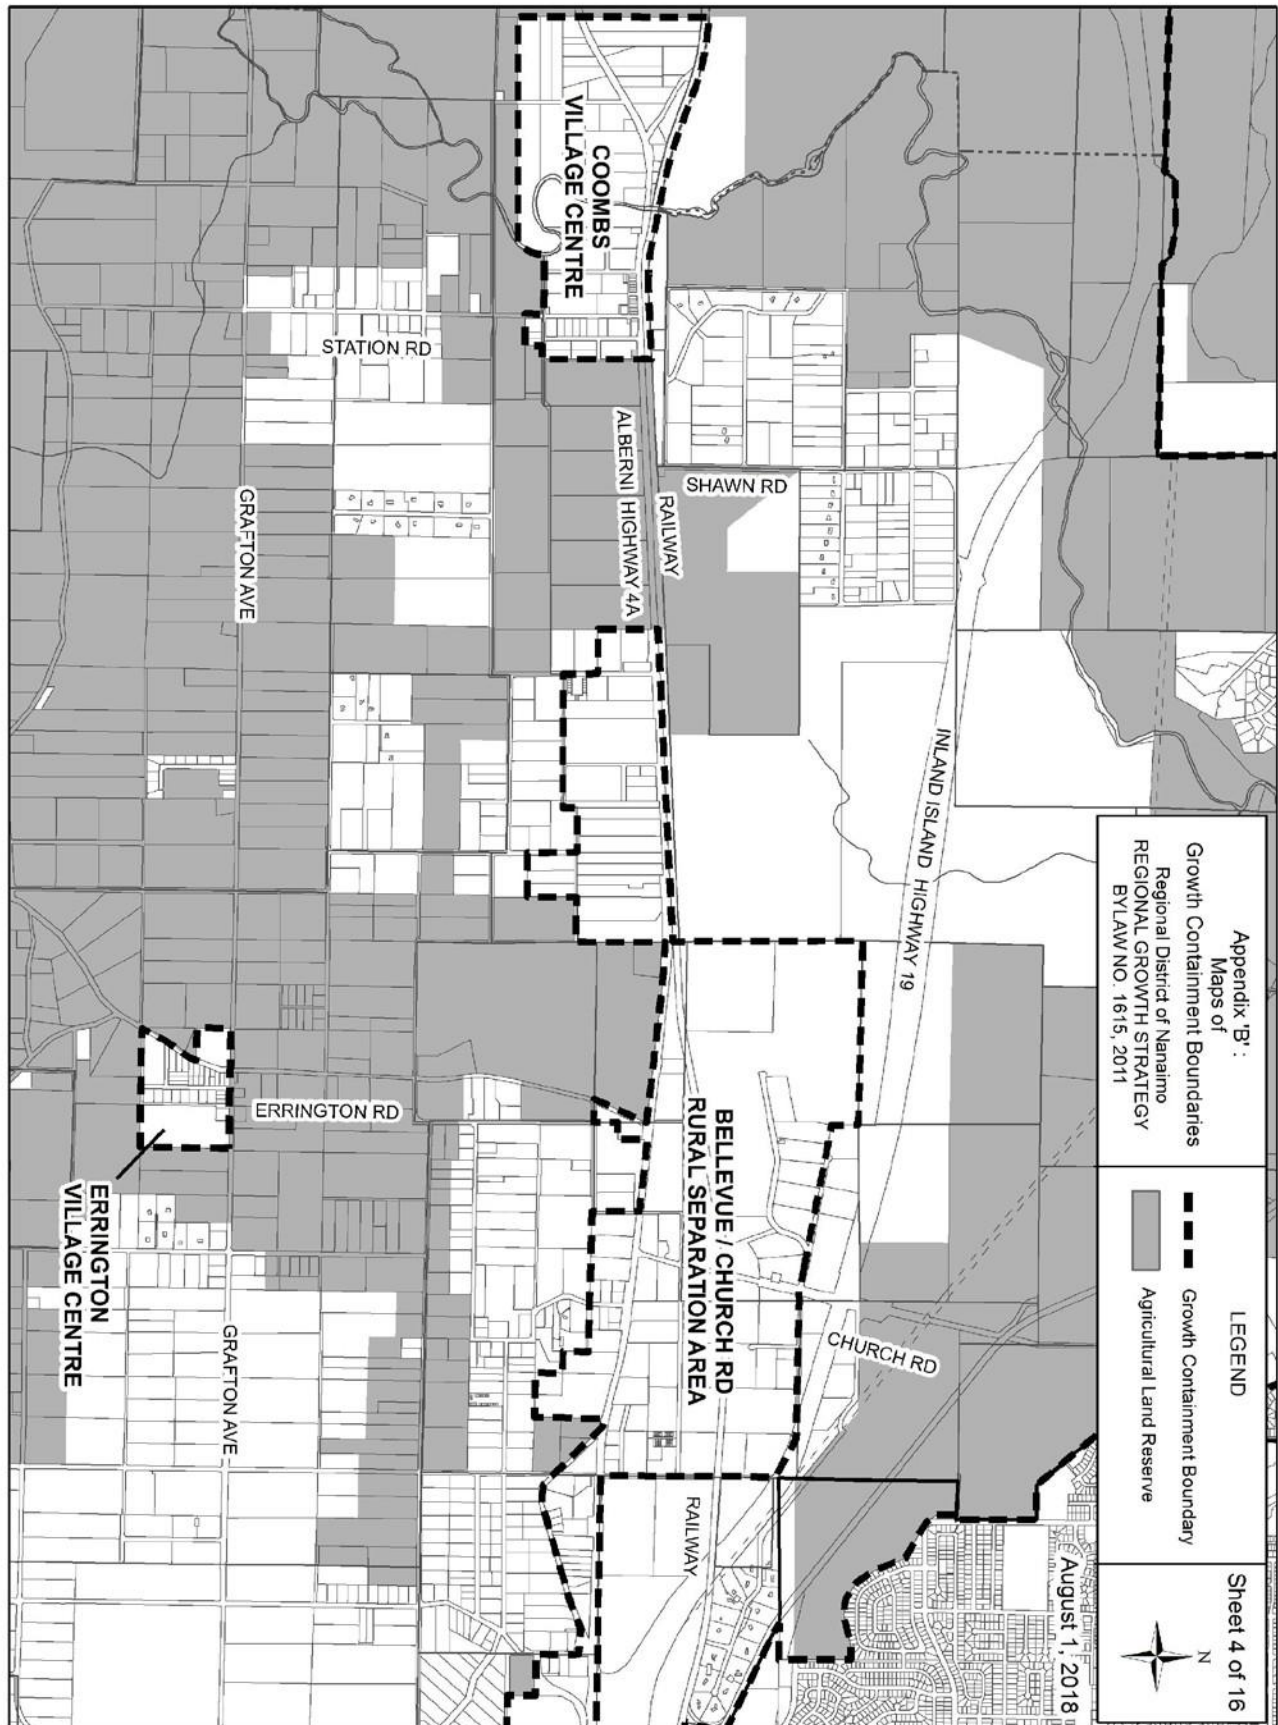 Appendix 'B' :
Maps of
Growth Containment Boundaries
Regional District of Nanaimo
REGIONAL GROWTH STRATEGY
BYLAW NO. 1615, 2011
LEGEND
Growth Containment Boundary
Agricultural Land Reserve
Sheet 4 of 16
N
August 1, 2018
COOMBS
VILLAGE CENTRE
STATION RD
ALBERNI HIGHWAY 4A
RAILWAY
SHAWN RD
GRAFTON AVE
INLAND ISLAND HIGHWAY 19
ERRINGTON RD
BELLEVUE / CHURCH RD
RURAL SEPARATION AREA
CHURCH RD
ERRINGTON
VILLAGE CENTRE
GRAFTON AVE
RAILWAY